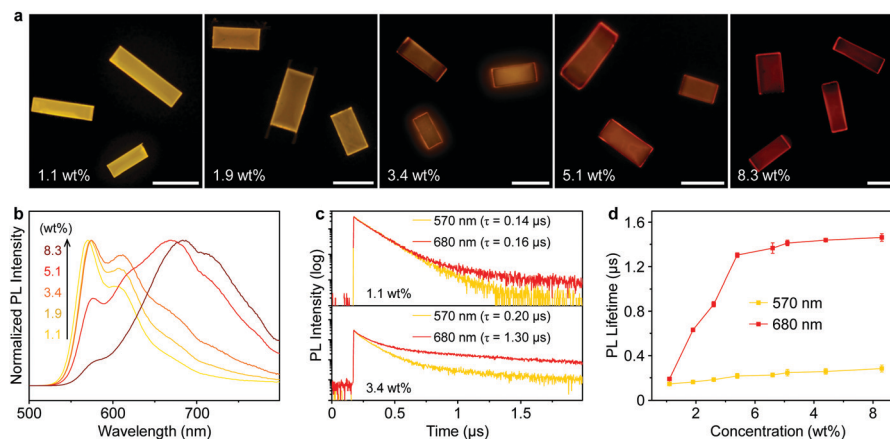 a
1.1 wt%
1.9 wt%
3.4 wt%
5.1 wt%
8.3 wt%
b
(wt%)
8.3
5.1
3.4
1.9
1.1
Normalized PL Intensity
500
600
700
Wavelength (nm)
c
570 nm (τ = 0.14 μs)
680 nm (τ = 0.16 μs)
1.1 wt%
570 nm (τ = 0.20 μs)
680 nm (τ = 1.30 μs)
3.4 wt%
PL Intensity (log)
0
0.5
1
1.5
Time (μs)
d
1.6
1.2
0.8
0.4
0
PL Lifetime (μs)
570 nm
680 nm
2
4
6
2
4
8
Concentration (wt%)